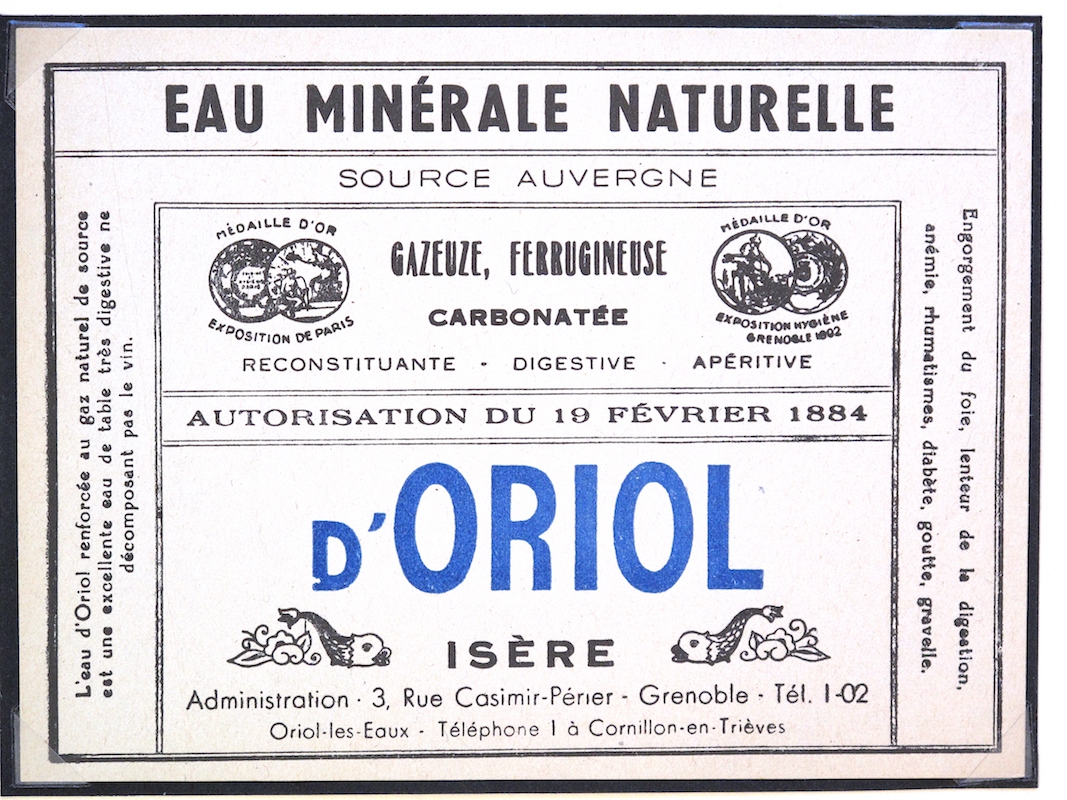 EAU MINÉRALE NATURELLE
SOURCE AUVERGNE
MÉDAILLE D'OR
EXPOSITION DE PARIS
GAZEUZE, FERRUGINEUSE
CARBONATÉE
MÉDAILLE D'OR
EXPOSITION HYGIÈNE
GRENOBLE 1902
RECONSTITUANTE - DIGESTIVE - APÉRITIVE
AUTORISATION DU 19 FÉVRIER 1884
D'ORIOL
ISÈRE
Administration · 3, Rue Casimir-Périer - Grenoble - Tél. 1-02
Oriol-les-Eaux - Téléphone 1 à Cornillon-en-Trièves
L'eau d'Oriol renforcée au gaz naturel de source
est une excellente eau de table très digestive ne
décomposant pas le vin.
Engorgement du foie, lenteur de la digestion,
anémie, rhumatismes, diabète, goutte, gravelle.